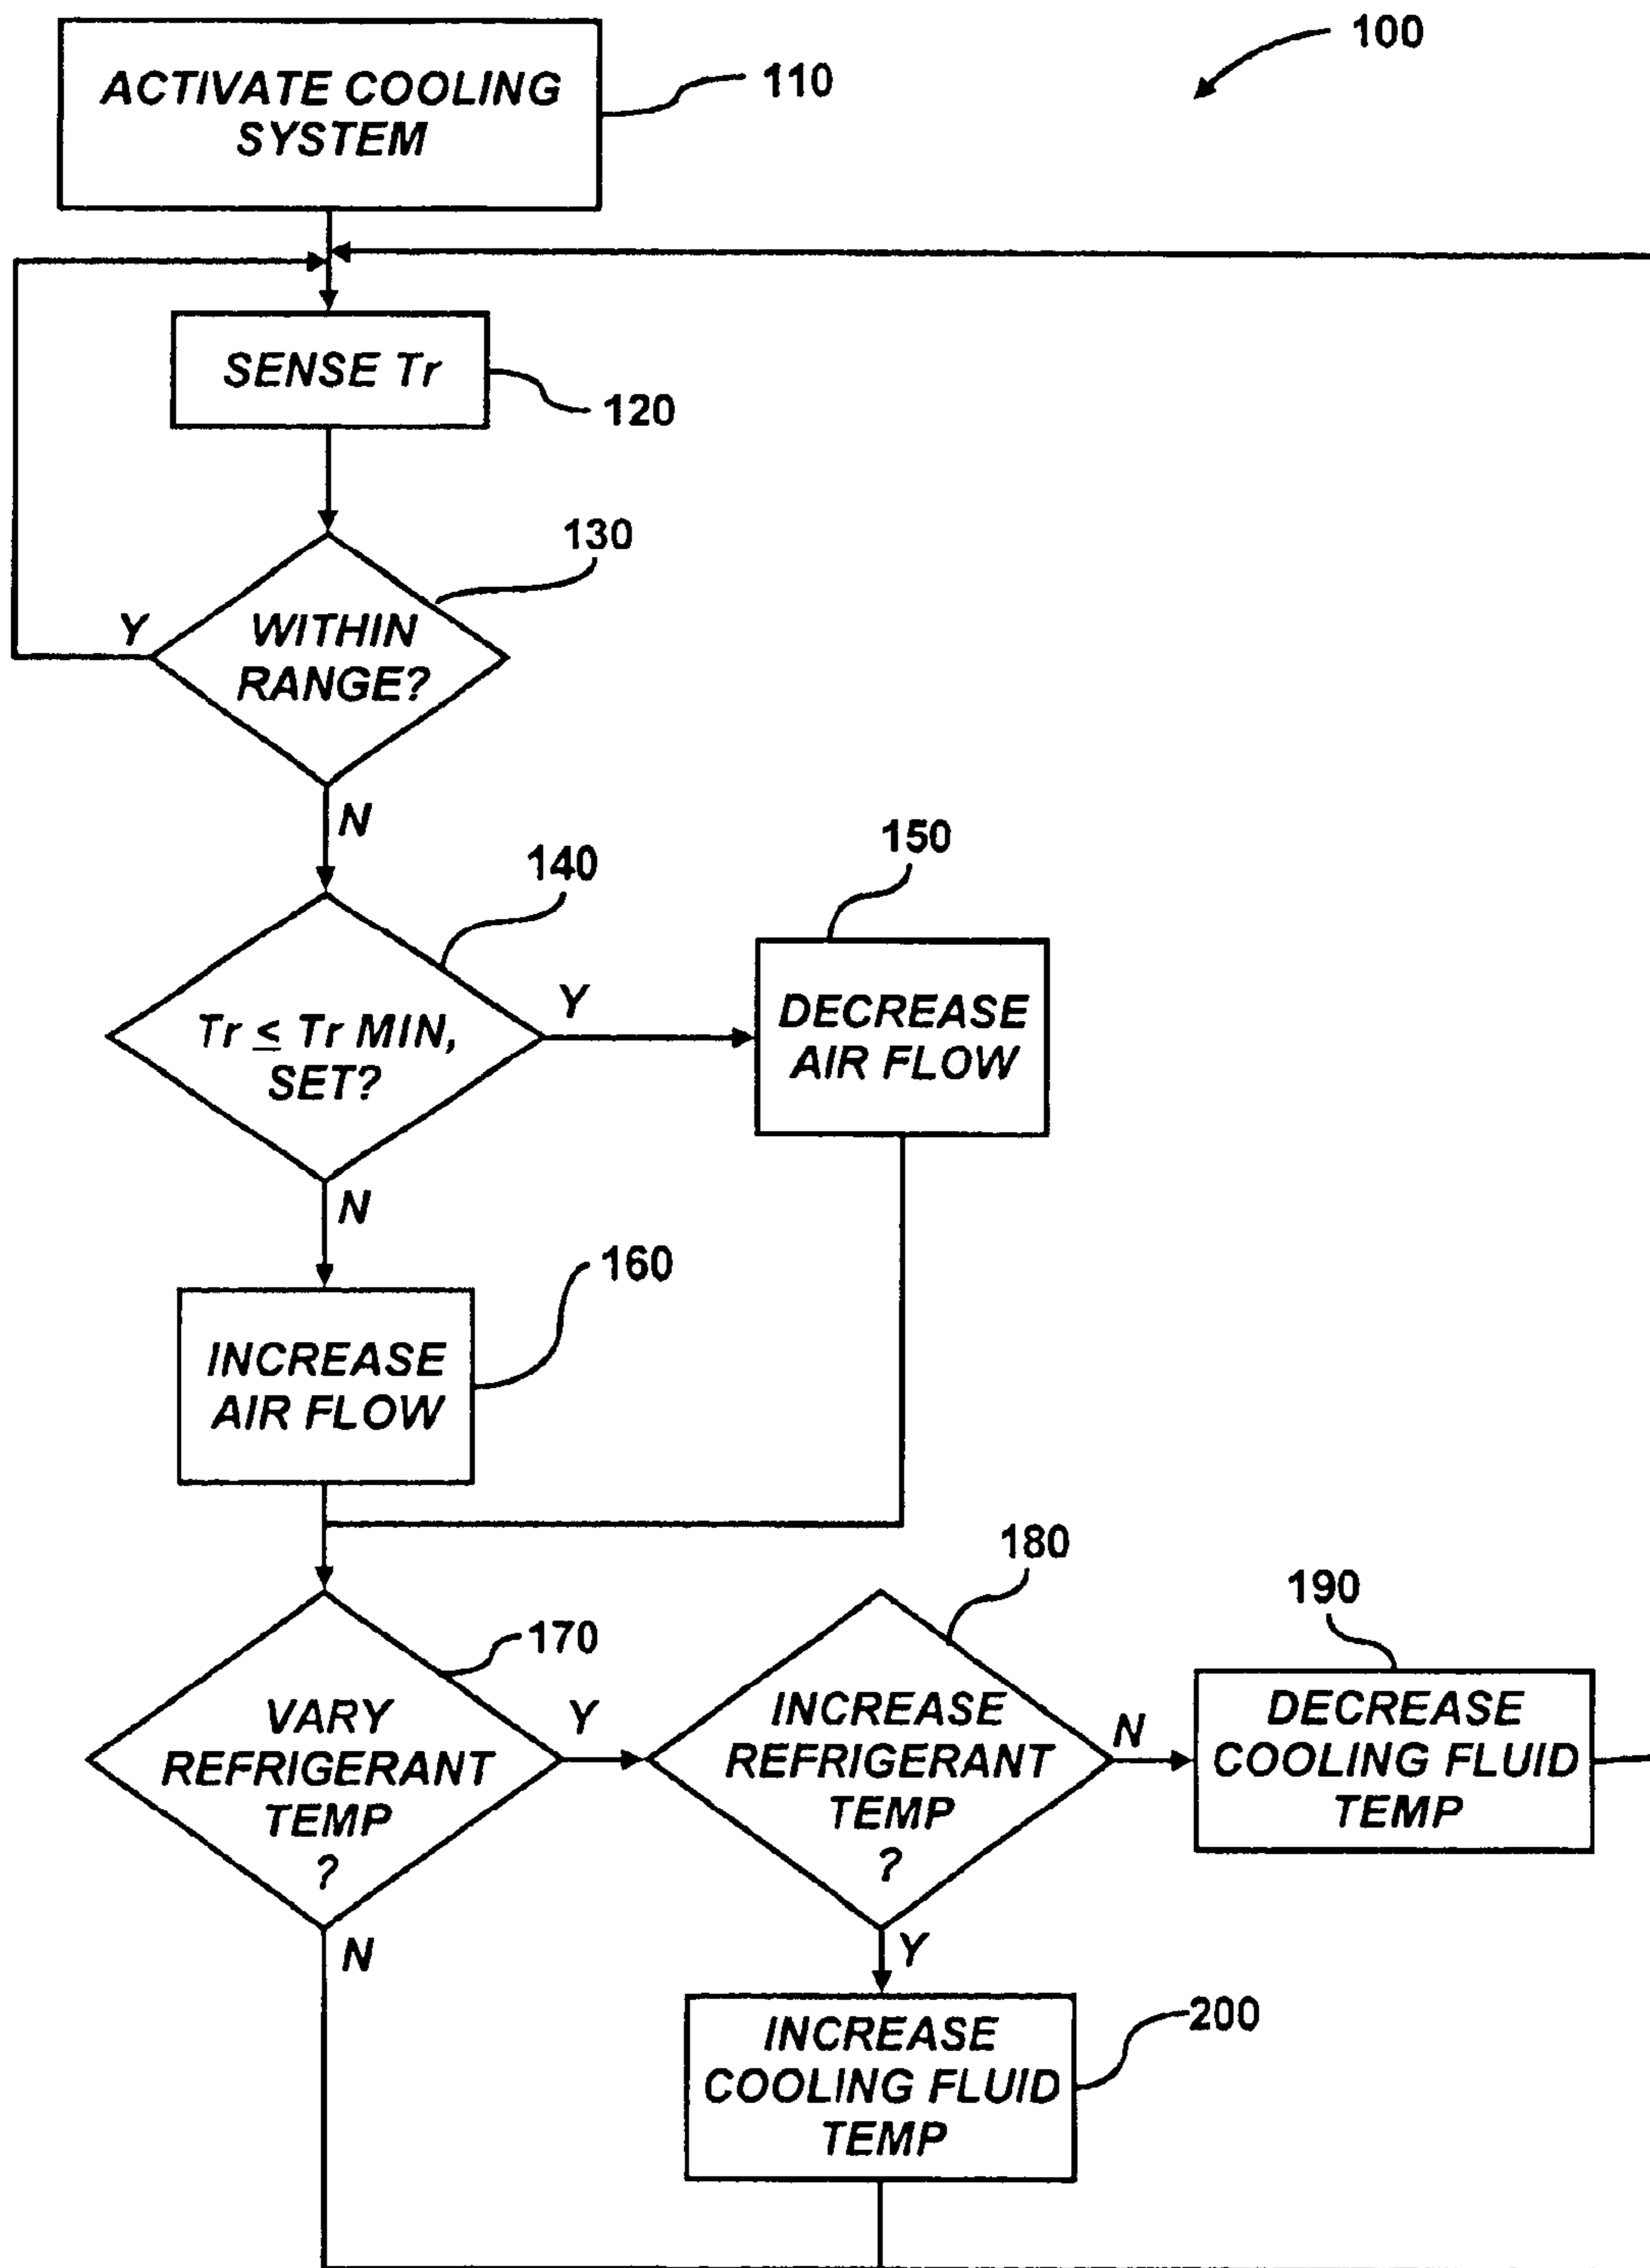 100
ACTIVATE COOLING
SYSTEM
110
SENSE Tr
120
130
Y
WITHIN
RANGE?
N
140
150
Tr ≤ Tr MIN,
SET?
Y
DECREASE
AIR FLOW
N
160
INCREASE
AIR FLOW
170
VARY
REFRIGERANT
TEMP
?
Y
N
180
INCREASE
REFRIGERANT
TEMP
?
N
Y
190
DECREASE
COOLING FLUID
TEMP
INCREASE
COOLING FLUID
TEMP
200